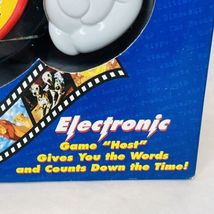 Electronic
Game "Host"
Gives You the Words
and Counts Down the Time!